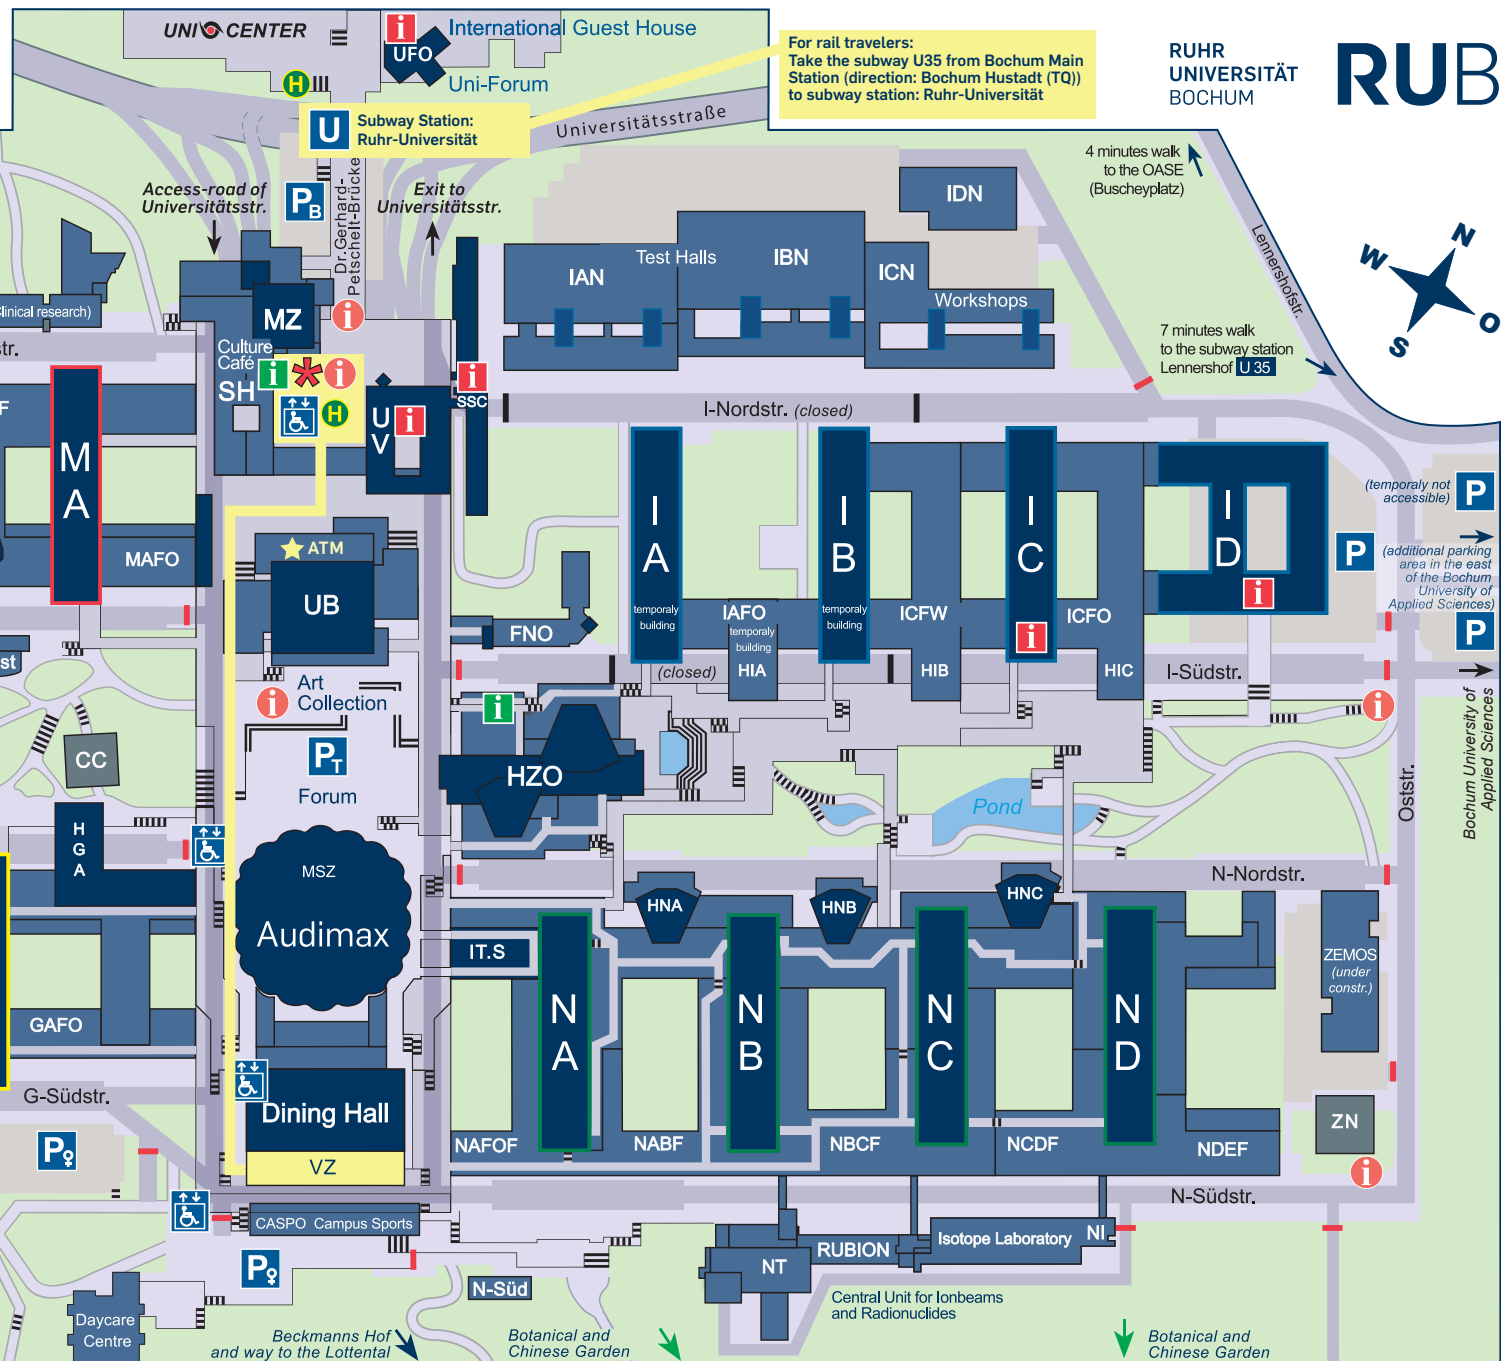 UNI CENTER
i
UFO
International Guest House
Uni-Forum
H
U
Subway Station:
Ruhr-Universität
For rail travelers:
Take the subway U35 from Bochum Main
Station (direction: Bochum Hustadt (TQ))
to subway station: Ruhr-Universität
RUHR
UNIVERSITÄT
BOCHUM
RUB
Universitätsstraße
4 minutes walk
to the OASE
(Buscheyplatz)
Lennershofstr.
N
W
O
S
7 minutes walk
to the subway station
Lennershof U 35
Access-road of
Universitätsstr.
PB
Dr.Gerhard-
Petschelt-Brücke
Exit to
Universitätsstr.
IDN
IAN
Test Halls
IBN
ICN
Workshops
linical research)
MZ
i
str.
Culture
Café
i
*
i
SH
H
U
V
i
i
SSC
I-Nordstr. (closed)
F
M
A
MAFO
ATM
UB
FNO
I
A
temporaly
building
IAFO
temporaly
building
HIA
I
B
temporaly
building
ICFW
HIB
I
C
i
ICFO
HIC
I
D
i
(temporaly not
accessible)
P
P
(additional parking
area in the east
of the Bochum
University of
Applied Sciences)
P
st
(closed)
I-Südstr.
i
Art
Collection
i
i
PT
Forum
CC
HZO
Pond
Oststr.
Bochum University of
Applied Sciences
H
G
A
MSZ
Audimax
N-Nordstr.
HNA
HNB
HNC
IT.S
ZEMOS
(under
constr.)
GAFO
N
A
N
B
N
C
N
D
G-Südstr.
Dining Hall
VZ
NAFOF
NABF
NBCF
NCDF
NDEF
ZN
i
P
N-Südstr.
CASPO Campus Sports
P
N-Süd
NT
RUBION
Isotope Laboratory
NI
Central Unit for Ionbeams
and Radionuclides
Daycare
Centre
Beckmanns Hof
and way to the Lottental
Botanical and
Chinese Garden
Botanical and
Chinese Garden